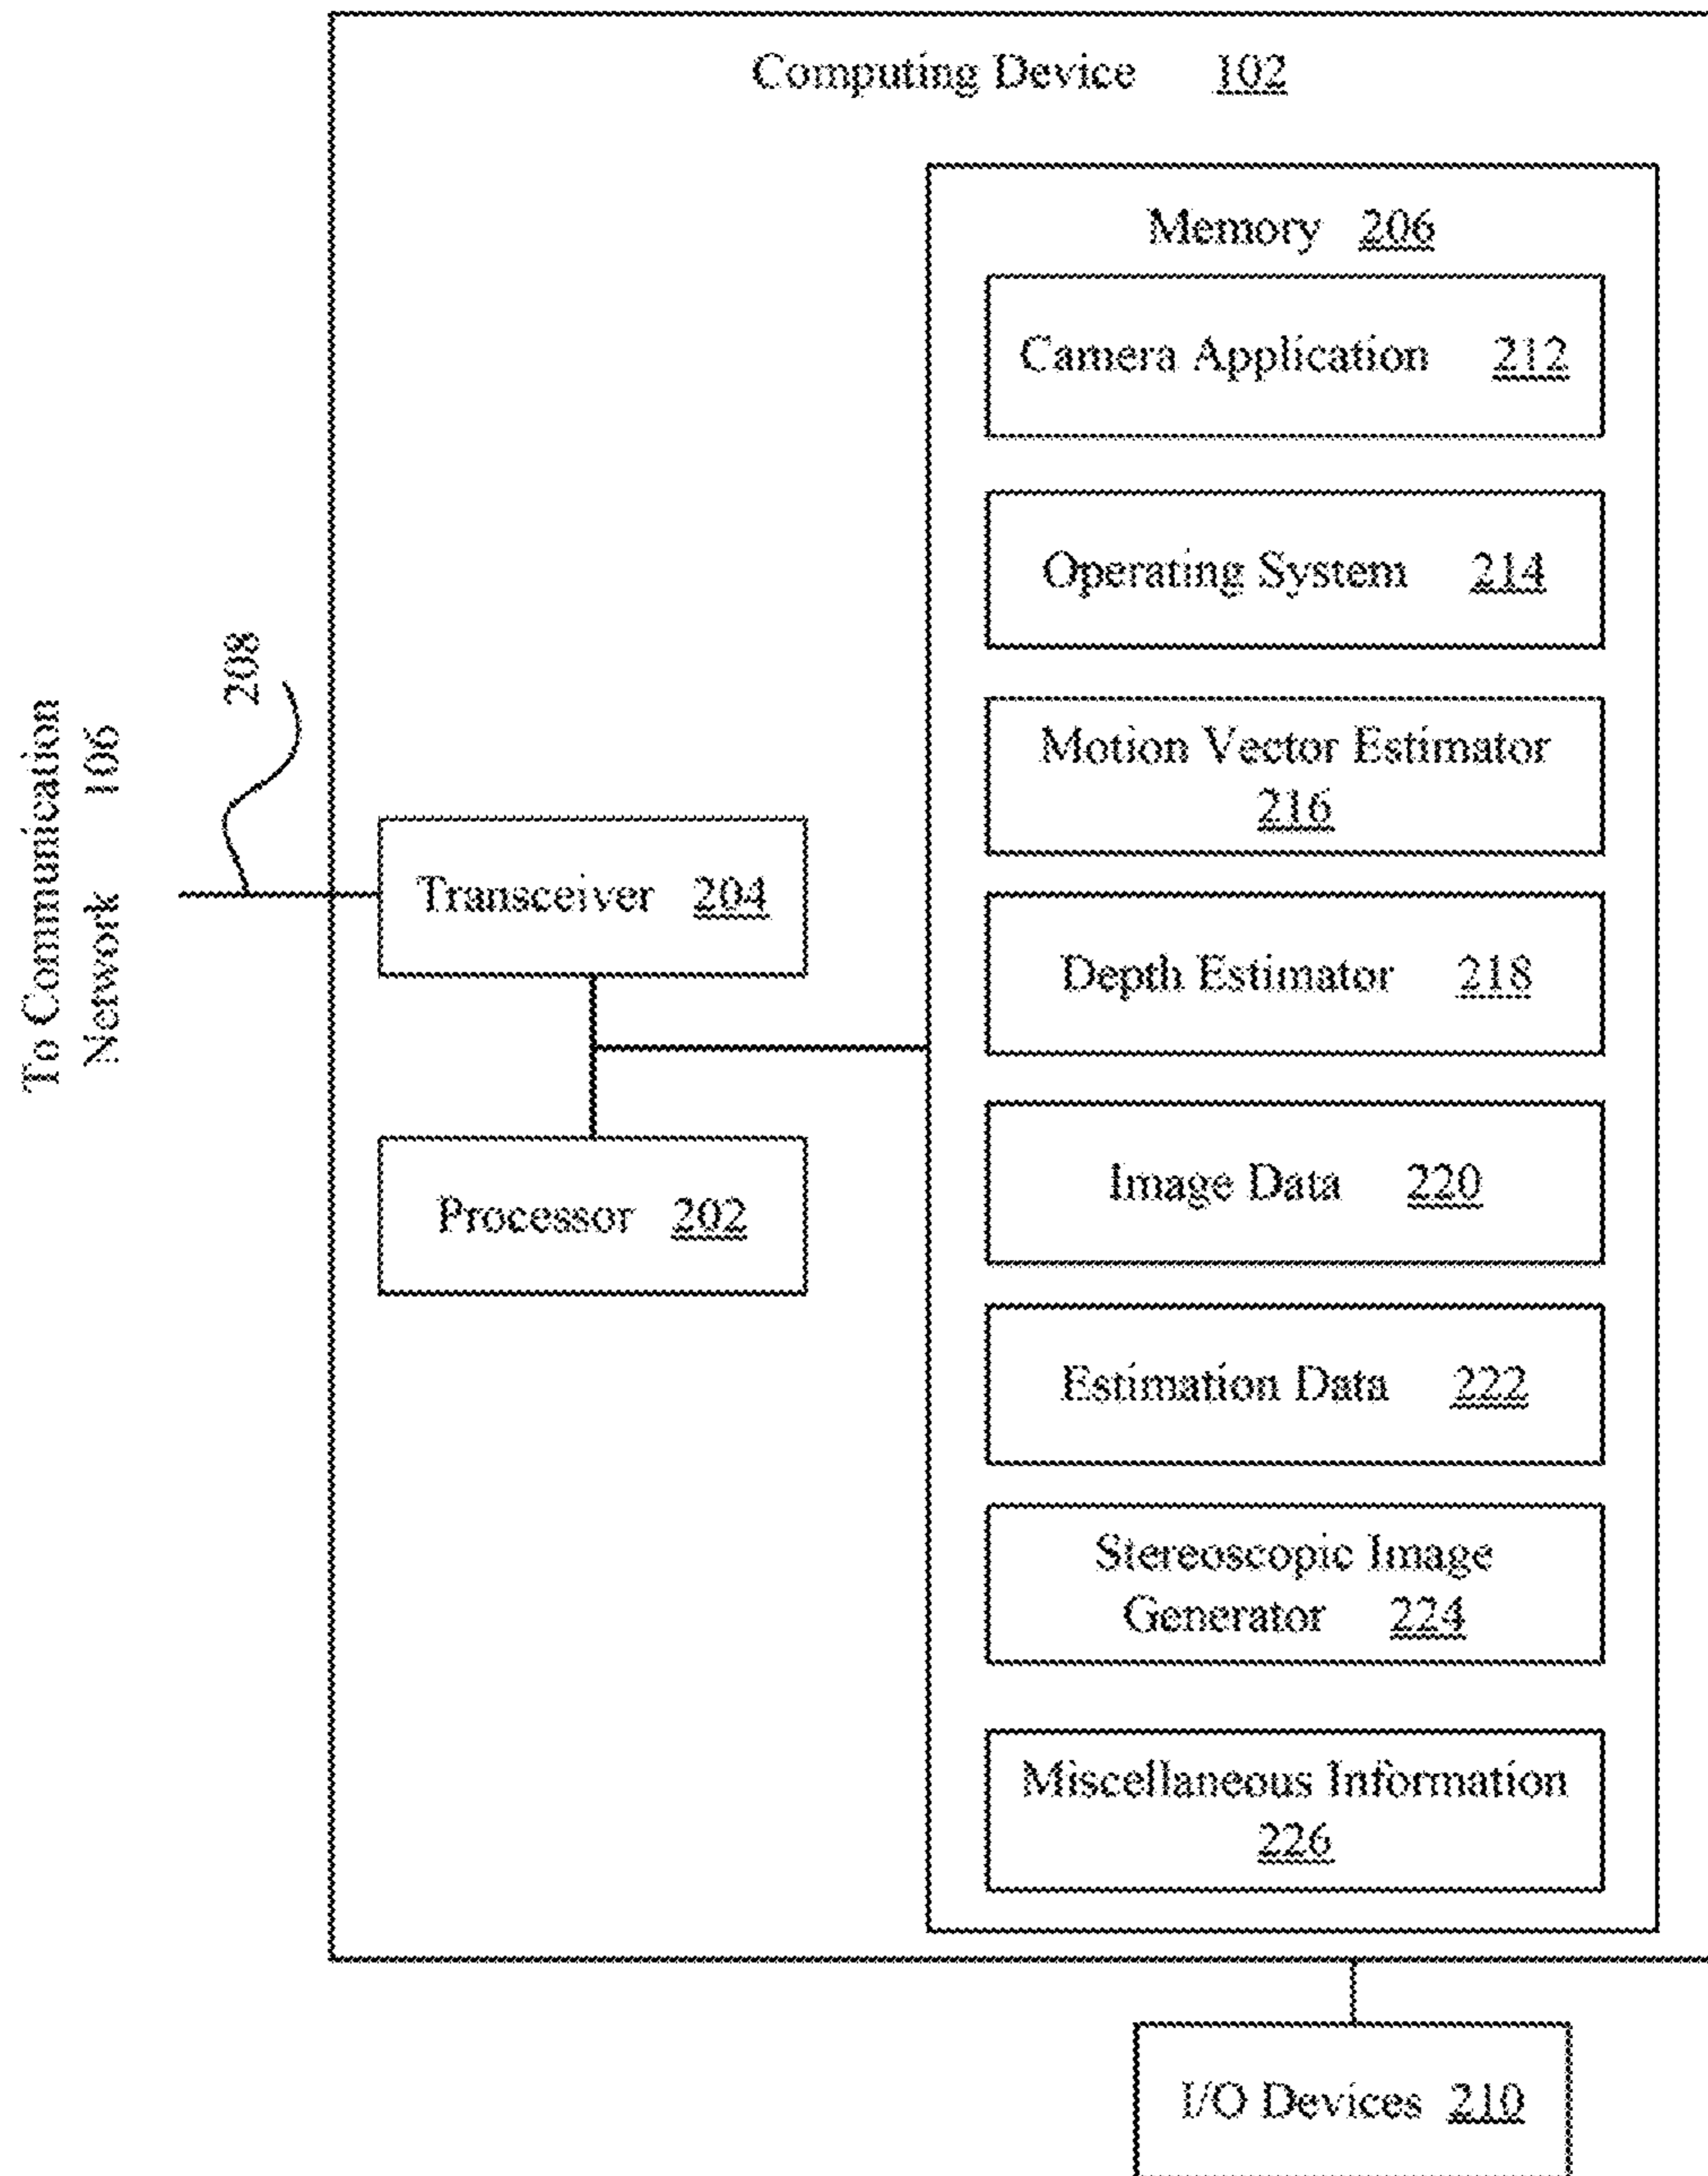 Computing Device 102
Memory 206
Camera Application 212
Operating System 214
Motion Vector Estimator
216
Depth Estimator 218
Image Data 220
Estimation Data 222
Stereoscopic Image
Generator 224
Miscellaneous Information
226
To Communication
Network 106
208
Transceiver 204
Processor 202
I/O Devices 210